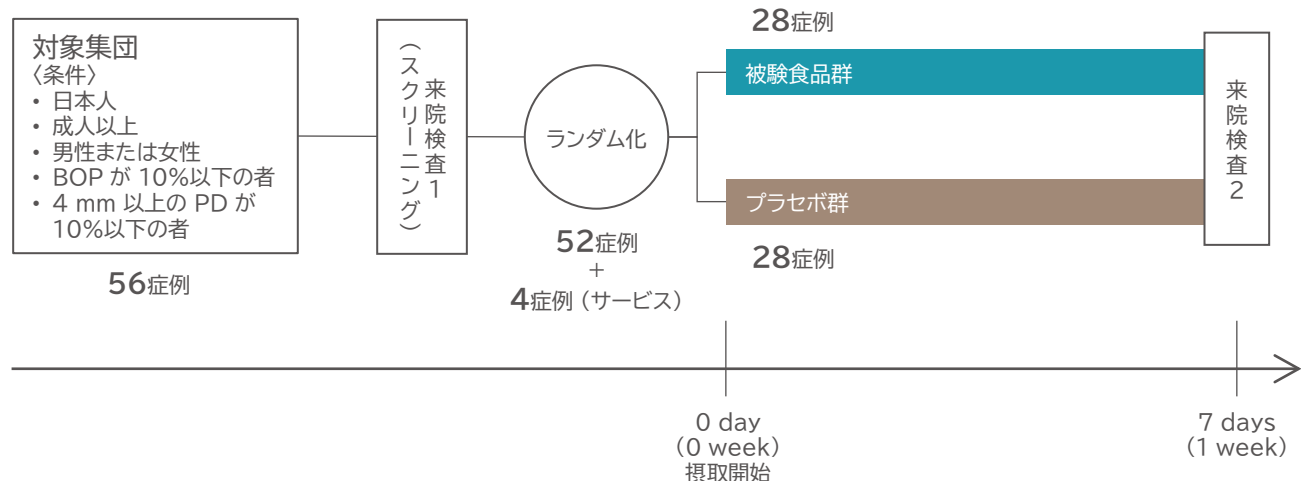 対象集団
〈条件〉
・ 日本人
・ 成人以上
・ 男性または女性
・ BOP が 10%以下の者
・ 4 mm 以上の PD が
10%以下の者
56症例
来院検査1
(スクリーニング)
ランダム化
52症例
+
4症例 (サービス)
28症例
被験食品群
プラセボ群
28症例
来院検査2
0 day
(0 week)
摂取開始
7 days
(1 week)